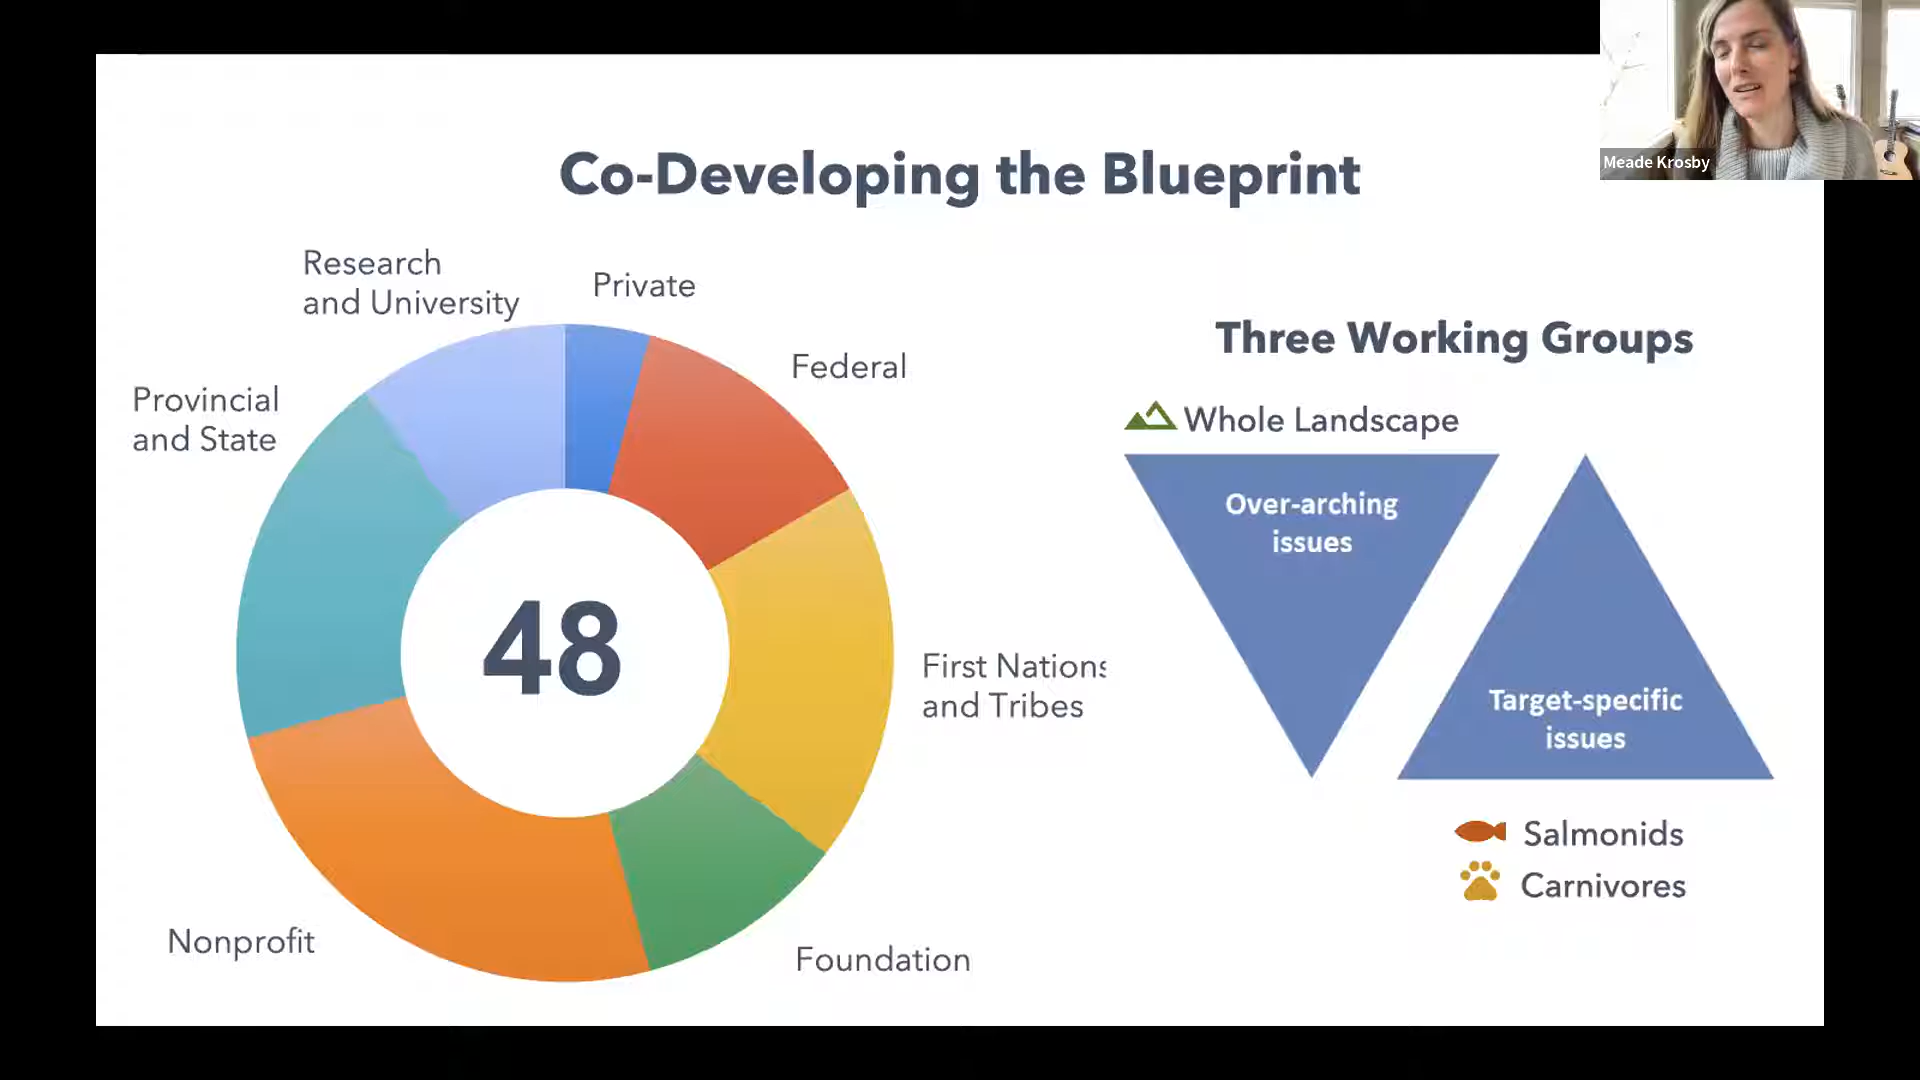 Meade Krosby
Co-Developing the Blueprint
Research
and University
Private
Federal
Provincial
and State
48
First Nations
and Tribes
Nonprofit
Foundation
Three Working Groups
Whole Landscape
Over-arching
issues
Target-specific
issues
Salmonids
Carnivores